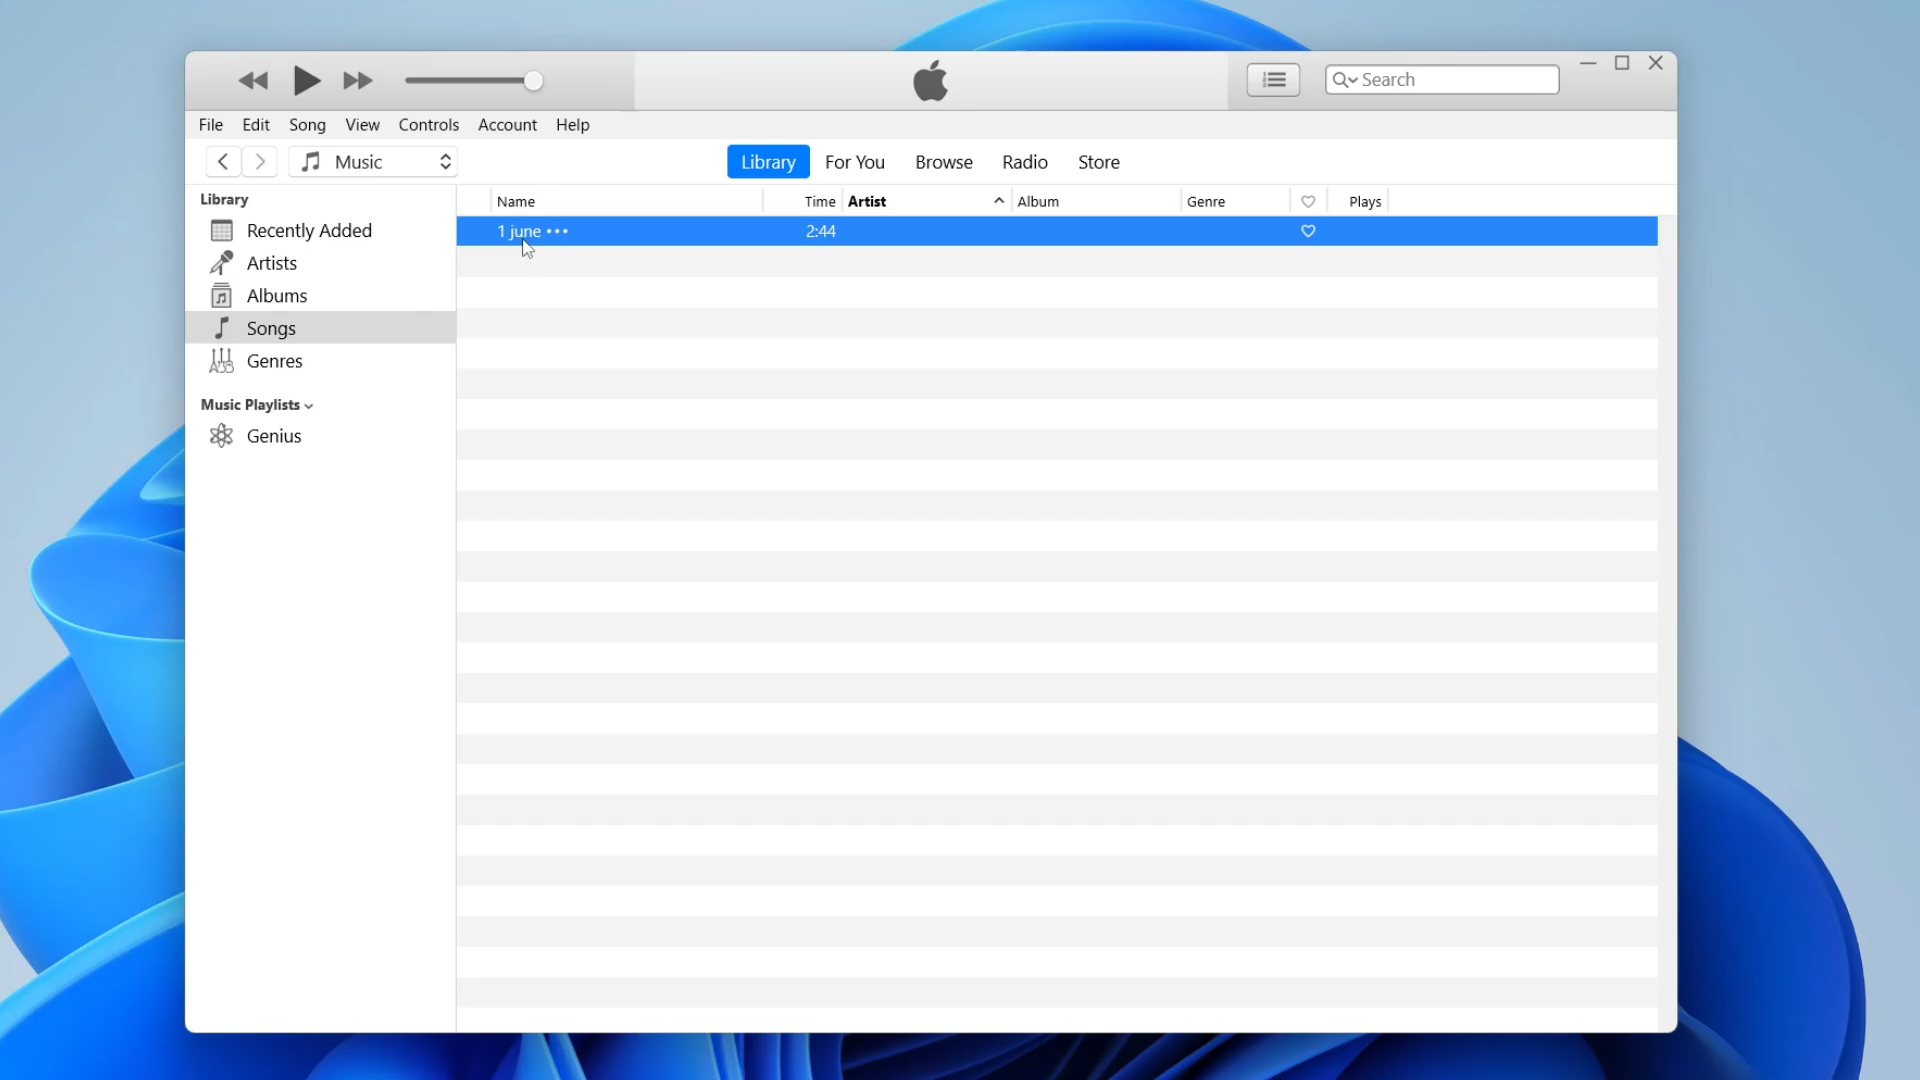 Search
File Edit Song View Controls Account Help
Music
Library For You Browse Radio Store
Library
Recently Added
Artists
Albums
Songs
Genres
Music Playlists
Genius
Name Time Artist Album Genre Plays
1 june ••• 2:44